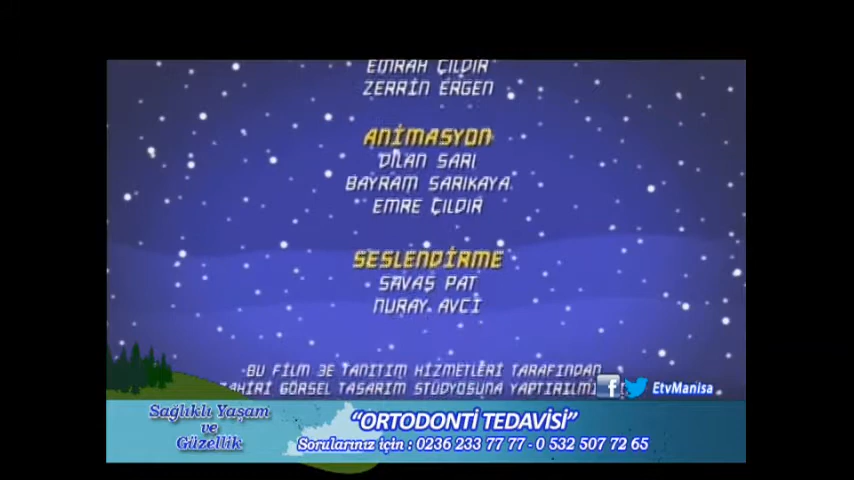 EMRAH ÇILDIR
ZERRİN ERGEN
ANİMASYON
DİLAN SARI
BAYRAM SARIKAYA
EMRE ÇILDIR
SESLENDİRME
SAVAŞ PAT
NURAY AVCI
BU FİLM 3E TANITIM HİZMETLERİ TARAFINDAN
GÖRSEL TASARIM STÜDYOSUNA
EtvManisa
Sağlıklı Yaşam
ve
Güzellik
“ORTODONTİ TEDAVİSİ”
Sorularınız için : 0236 233 77 77 - 0 532 507 72 65